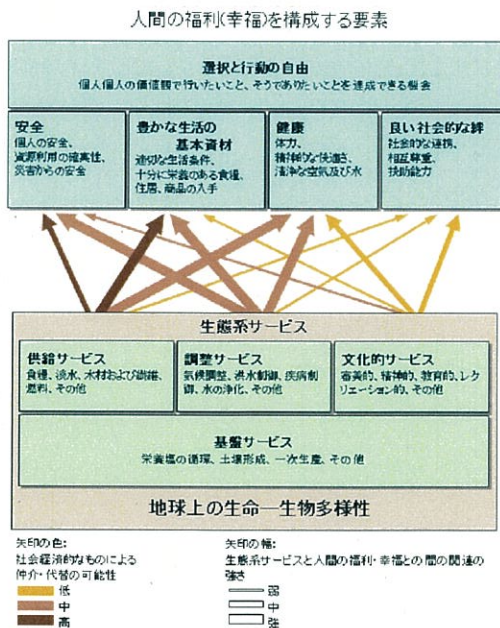 人間の福利(幸福)を構成する要素
選択と行動の自由
個人個人の価値観で行いたいこと、そうでありたいことを達成できる機会
安全
個人の安全、
資源利用の確実性、
災害からの安全
豊かな生活の
基本資材
適切な生活条件、
十分に栄養のある食糧、
住居、商品の入手
健康
体力、
精神的な快適さ、
清浄な空気及び水
良い社会的な絆
社会的な連携、
相互尊重、
扶助能力
生態系サービス
供給サービス
食糧、淡水、木材および繊維、
燃料、その他
調整サービス
気候調整、洪水制御、疾病制
御、水の浄化、その他
文化的サービス
審美的、精神的、教育的、レク
リエーション的、その他
基盤サービス
栄養塩の循環、土壌形成、一次生産、その他
地球上の生命―生物多様性
矢印の色:
社会経済的なものによる
仲介・代替の可能性
低
中
高
矢印の幅:
生態系サービスと人間の福利・幸福との間の関連の
強さ
弱
中
強